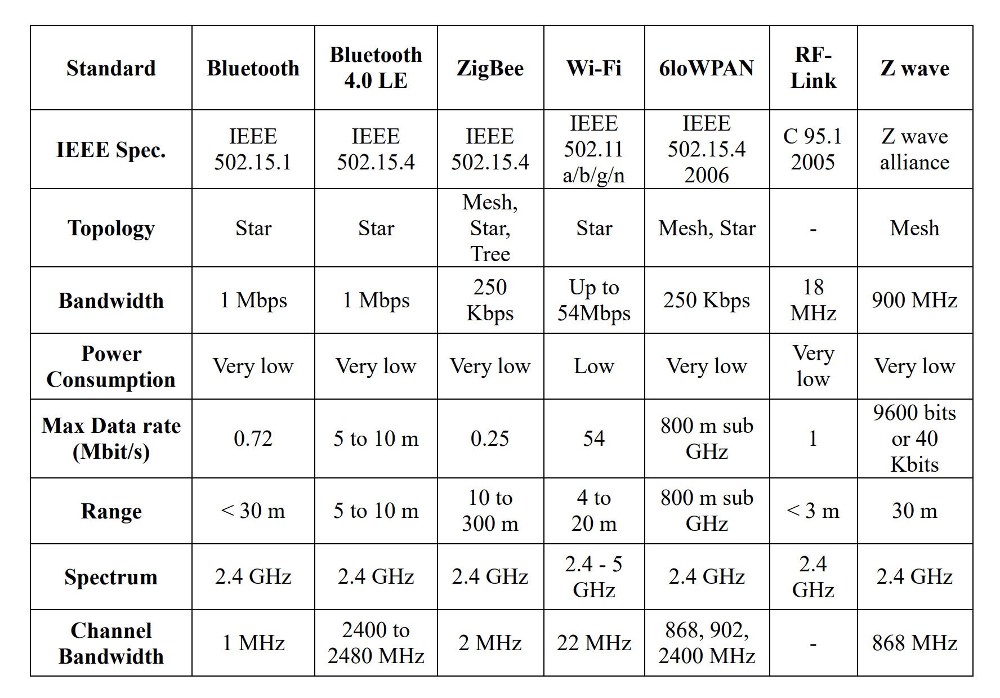 Standard Bluetooth Bluetooth 4.0 LE ZigBee Wi-Fi 6loWPAN RF-Link Z wave
IEEE Spec. IEEE 502.15.1 IEEE 502.15.4 IEEE 502.15.4 IEEE 502.11 a/b/g/n IEEE 502.15.4 2006 C 95.1 2005 Z wave alliance
Topology Star Star Mesh, Star, Tree Star Mesh, Star - Mesh
Bandwidth 1 Mbps 1 Mbps 250 Kbps Up to 54Mbps 250 Kbps 18 MHz 900 MHz
Power Consumption Very low Very low Very low Low Very low Very low Very low
Max Data rate (Mbit/s) 0.72 5 to 10 m 0.25 54 800 m sub GHz 1 9600 bits or 40 Kbits
Range < 30 m 5 to 10 m 10 to 300 m 4 to 20 m 800 m sub GHz < 3 m 30 m
Spectrum 2.4 GHz 2.4 GHz 2.4 GHz 2.4 - 5 GHz 2.4 GHz 2.4 GHz 2.4 GHz
Channel Bandwidth 1 MHz 2400 to 2480 MHz 2 MHz 22 MHz 868, 902, 2400 MHz - 868 MHz